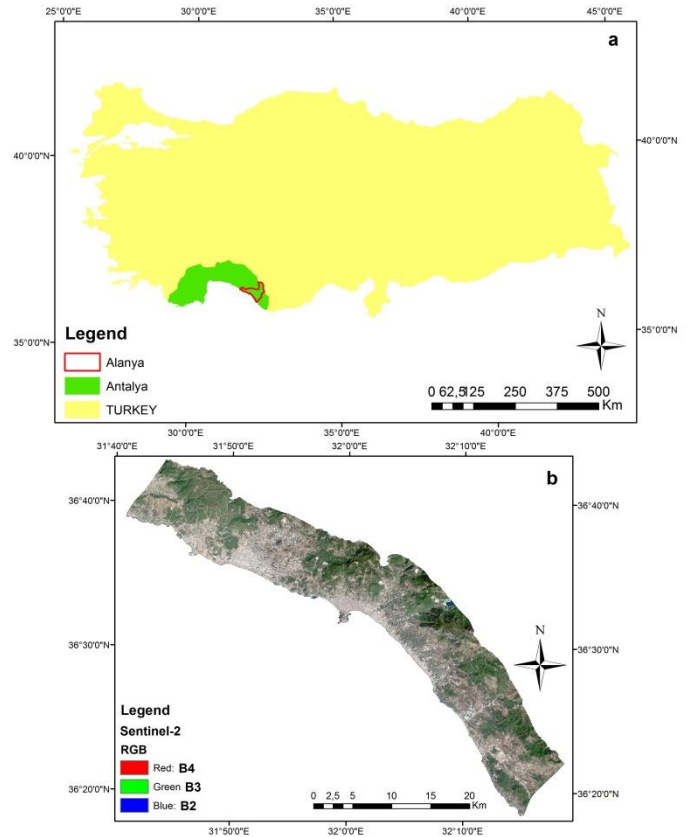 25°0'0"E 30°0'0"E 35°0'0"E 40°0'0"E 45°0'0"E
a
40°0'0"N 40°0'0"N
35°0'0"N 35°0'0"N
Legend
Alanya
Antalya
TURKEY
N
0 62,5125 250 375 500
Km
30°0'0"E 35°0'0"E 40°0'0"E
31°40'0"E 31°50'0"E 32°0'0"E 32°10'0"E
b
36°40'0"N 36°40'0"N
36°30'0"N 36°30'0"N
36°20'0"N 36°20'0"N
N
Legend
Sentinel-2
RGB
Red: B4
Green B3
Blue: B2
0 2,5 5 10 15 20
Km
31°50'0"E 32°0'0"E 32°10'0"E